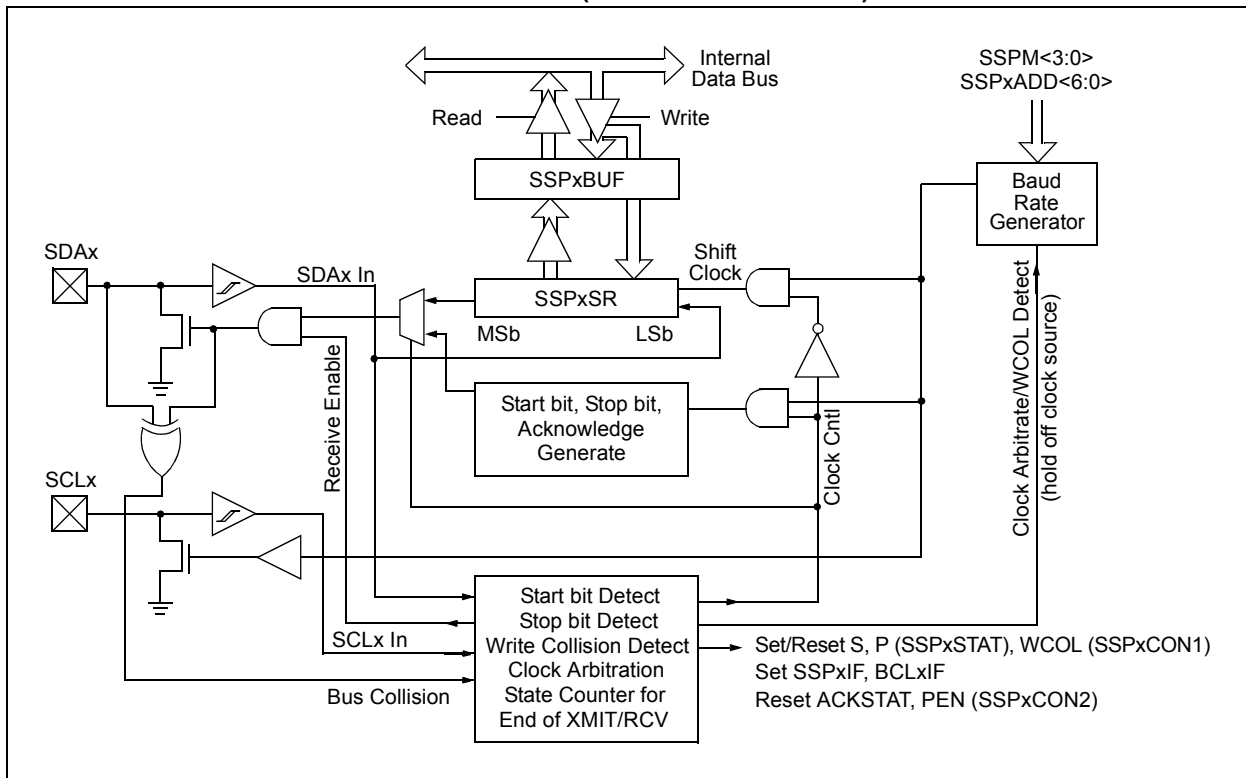 Internal
Data Bus
SSPM<3:0>
SSPxADD<6:0>
Read
Write
SSPxBUF
Baud
Rate
Generator
SDAx
SDAx In
Shift
Clock
SSPxSR
MSb
LSb
Receive Enable
Start bit, Stop bit,
Acknowledge
Generate
Clock Cntl
Clock Arbitrate/WCOL Detect
(hold off clock source)
SCLx
SCLx In
Bus Collision
Start bit Detect
Stop bit Detect
Write Collision Detect
Clock Arbitration
State Counter for
End of XMIT/RCV
Set/Reset S, P (SSPxSTAT), WCOL (SSPxCON1)
Set SSPxIF, BCLxIF
Reset ACKSTAT, PEN (SSPxCON2)